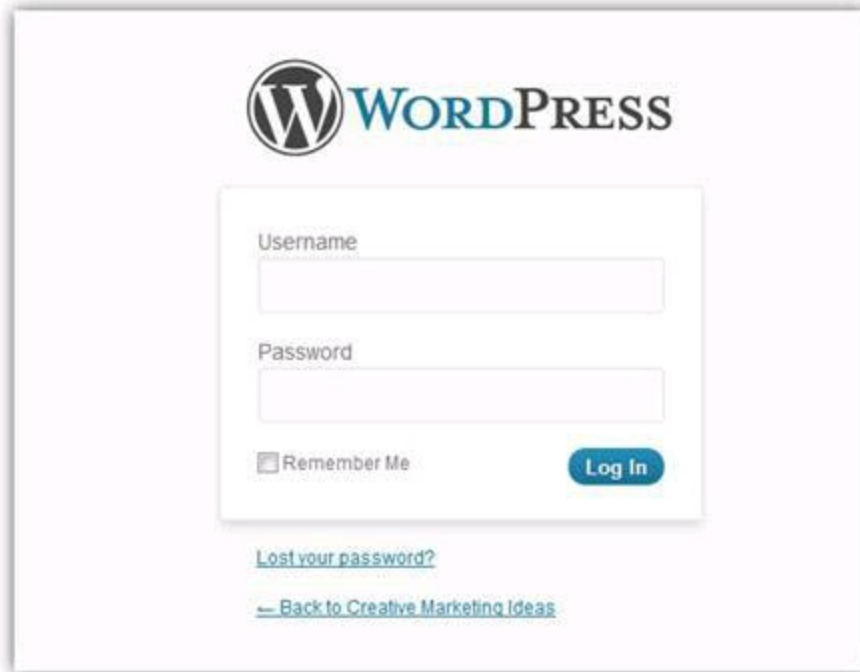 WORDPRESS
Username
Password
Remember Me
Log In
Lost your password?
← Back to Creative Marketing Ideas